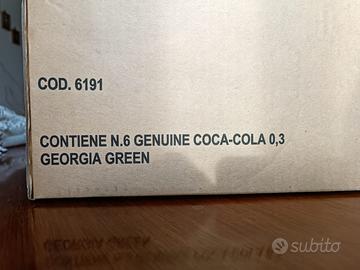 COD. 6191
CONTIENE N.6 GENUINE COCA-COLA 0,3
GEORGIA GREEN
subito